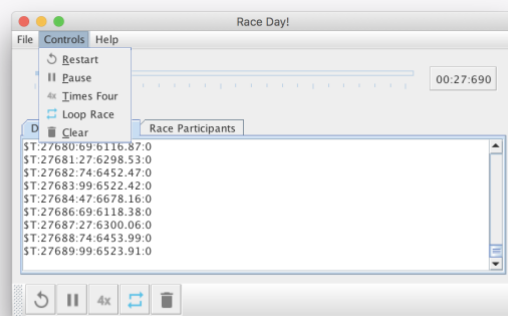 Race Day!
File Controls Help
Restart
Pause
4x Times Four
Loop Race
Clear
00:27:690
D
Race Participants
$T:27680:69:6116.87:0
$T:27681:27:6298.53:0
$T:27682:74:6452.47:0
$T:27683:99:6522.42:0
$T:27684:47:6678.16:0
$T:27686:69:6118.38:0
$T:27687:27:6300.06:0
$T:27688:74:6453.99:0
$T:27689:99:6523.91:0
4x